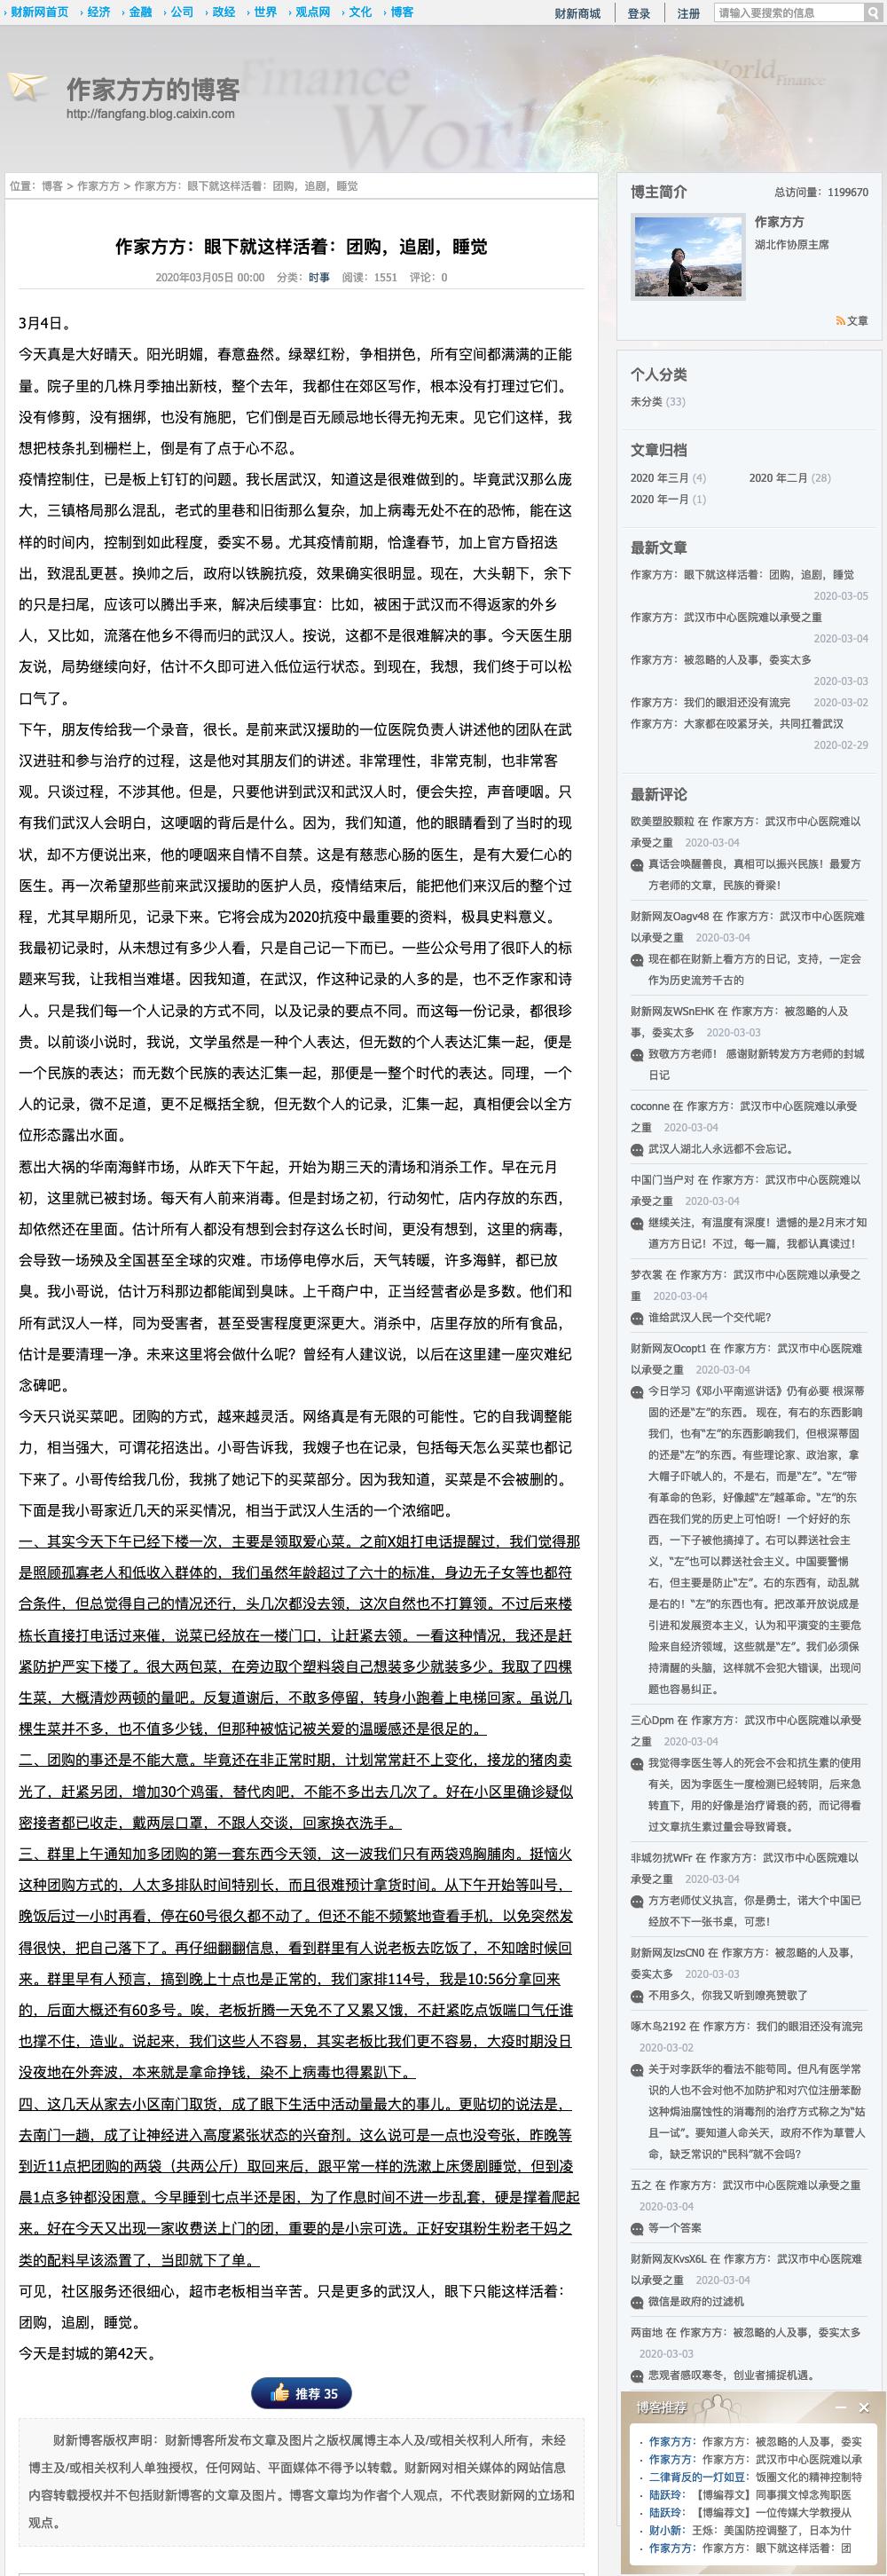 › 财新网首页 › 经济 › 金融 › 公司 › 政经 › 世界 › 观点网 › 文化 › 博客
财新商城 登录 注册 请输入要搜索的信息
作家方方的博客
http://fangfang.blog.caixin.com
Finance
World
World
Finance
位置：博客 > 作家方方 > 作家方方：眼下就这样活着：团购，追剧，睡觉
作家方方：眼下就这样活着：团购，追剧，睡觉
2020年03月05日 00:00 分类：时事 阅读：1551 评论：0
3月4日。
今天真是大好晴天。阳光明媚，春意盎然。绿翠红粉，争相拼色，所有空间都满满的正能
量。院子里的几株月季抽出新枝，整个去年，我都住在郊区写作，根本没有打理过它们。
没有修剪，没有捆绑，也没有施肥，它们倒是百无顾忌地长得无拘无束。见它们这样，我
想把枝条扎到栅栏上，倒是有了点于心不忍。
疫情控制住，已是板上钉钉的问题。我长居武汉，知道这是很难做到的。毕竟武汉那么庞
大，三镇格局那么混乱，老式的里巷和旧街那么复杂，加上病毒无处不在的恐怖，能在这
样的时间内，控制到如此程度，委实不易。尤其疫情前期，恰逢春节，加上官方昏招迭
出，致混乱更甚。换帅之后，政府以铁腕抗疫，效果确实很明显。现在，大头朝下，余下
的只是扫尾，应该可以腾出手来，解决后续事宜：比如，被困于武汉而不得返家的外乡
人，又比如，流落在他乡不得而归的武汉人。按说，这都不是很难解决的事。今天医生朋
友说，局势继续向好，估计不久即可进入低位运行状态。到现在，我想，我们终于可以松
口气了。
下午，朋友传给我一个录音，很长。是前来武汉援助的一位医院负责人讲述他的团队在武
汉进驻和参与治疗的过程，这是他对其朋友们的讲述。非常理性，非常克制，也非常客
观。只谈过程，不涉其他。但是，只要他讲到武汉和武汉人时，便会失控，声音哽咽。只
有我们武汉人会明白，这哽咽的背后是什么。因为，我们知道，他的眼睛看到了当时的现
状，却不方便说出来，他的哽咽来自情不自禁。这是有慈悲心肠的医生，是有大爱仁心的
医生。再一次希望那些前来武汉援助的医护人员，疫情结束后，能把他们来汉后的整个过
程，尤其早期所见，记录下来。它将会成为2020抗疫中最重要的资料，极具史料意义。
我最初记录时，从未想过有多少人看，只是自己记一下而已。一些公众号用了很吓人的标
题来写我，让我相当难堪。因我知道，在武汉，作这种记录的人多的是，也不乏作家和诗
人。只是我们每一个人记录的方式不同，以及记录的要点不同。而这每一份记录，都很珍
贵。以前谈小说时，我说，文学虽然是一种个人表达，但无数的个人表达汇集一起，便是
一个民族的表达；而无数个民族的表达汇集一起，那便是一整个时代的表达。同理，一个
人的记录，微不足道，更不足概括全貌，但无数个人的记录，汇集一起，真相便会以全方
位形态露出水面。
惹出大祸的华南海鲜市场，从昨天下午起，开始为期三天的清场和消杀工作。早在元月
初，这里就已被封场。每天有人前来消毒。但是封场之初，行动匆忙，店内存放的东西，
却依然还在里面。估计所有人都没有想到会封存这么长时间，更没有想到，这里的病毒，
会导致一场殃及全国甚至全球的灾难。市场停电停水后，天气转暖，许多海鲜，都已放
臭。我小哥说，估计万科那边都能闻到臭味。上千商户中，正当经营者必是多数。他们和
所有武汉人一样，同为受害者，甚至受害程度更深更大。消杀中，店里存放的所有食品，
估计是要清理一净。未来这里将会做什么呢？曾经有人建议说，以后在这里建一座灾难纪
念碑吧。
今天只说买菜吧。团购的方式，越来越灵活。网络真是有无限的可能性。它的自我调整能
力，相当强大，可谓花招迭出。小哥告诉我，我嫂子也在记录，包括每天怎么买菜也都记
下来了。小哥传给我几份，我挑了她记下的买菜部分。因为我知道，买菜是不会被删的。
下面是我小哥家近几天的采买情况，相当于武汉人生活的一个浓缩吧。
一、其实今天下午已经下楼一次，主要是领取爱心菜。之前X姐打电话提醒过，我们觉得那
是照顾孤寡老人和低收入群体的，我们虽然年龄超过了六十的标准，身边无子女等也都符
合条件，但总觉得自己的情况还行，头几次都没去领，这次自然也不打算领。不过后来楼
栋长直接打电话过来催，说菜已经放在一楼门口，让赶紧去领。一看这种情况，我还是赶
紧防护严实下楼了。很大两包菜，在旁边取个塑料袋自己想装多少就装多少。我取了四棵
生菜，大概清炒两顿的量吧。反复道谢后，不敢多停留，转身小跑着上电梯回家。虽说几
棵生菜并不多，也不值多少钱，但那种被惦记被关爱的温暖感还是很足的。
二、团购的事还是不能大意。毕竟还在非正常时期，计划常常赶不上变化，接龙的猪肉卖
光了，赶紧另团，增加30个鸡蛋，替代肉吧，不能不多出去几次了。好在小区里确诊疑似
密接者都已收走，戴两层口罩，不跟人交谈，回家换衣洗手。
三、群里上午通知加多团购的第一套东西今天领，这一波我们只有两袋鸡胸脯肉。挺恼火
这种团购方式的，人太多排队时间特别长，而且很难预计拿货时间。从下午开始等叫号，
晚饭后过一小时再看，停在60号很久都不动了。但还不能不频繁地查看手机，以免突然发
得很快，把自己落下了。再仔细翻翻信息，看到群里有人说老板去吃饭了，不知啥时候回
来。群里早有人预言，搞到晚上十点也是正常的，我们家排114号，我是10:56分拿回来
的，后面大概还有60多号。唉，老板折腾一天免不了又累又饿，不赶紧吃点饭喘口气任谁
也撑不住，造业。说起来，我们这些人不容易，其实老板比我们更不容易，大疫时期没日
没夜地在外奔波，本来就是拿命挣钱，染不上病毒也得累趴下。
四、这几天从家去小区南门取货，成了眼下生活中活动量最大的事儿。更贴切的说法是，
去南门一趟，成了让神经进入高度紧张状态的兴奋剂。这么说可是一点也没夸张，昨晚等
到近11点把团购的两袋（共两公斤）取回来后，跟平常一样的洗漱上床煲剧睡觉，但到凌
晨1点多钟都没困意。今早睡到七点半还是困，为了作息时间不进一步乱套，硬是撑着爬起
来。好在今天又出现一家收费送上门的团，重要的是小宗可选。正好安琪粉生粉老干妈之
类的配料早该添置了，当即就下了单。
可见，社区服务还很细心，超市老板相当辛苦。只是更多的武汉人，眼下只能这样活着：
团购，追剧，睡觉。
今天是封城的第42天。
推荐 35
财新博客版权声明：财新博客所发布文章及图片之版权属博主本人及/或相关权利人所有，未经
博主及/或相关权利人单独授权，任何网站、平面媒体不得予以转载。财新网对相关媒体的网站信息
内容转载授权并不包括财新博客的文章及图片。博客文章均为作者个人观点，不代表财新网的立场和
观点。
博主简介 总访问量：1199670
作家方方
湖北作协原主席
文章
个人分类
未分类 (33)
文章归档
2020 年三月 (4) 2020 年二月 (28)
2020 年一月 (1)
最新文章
作家方方：眼下就这样活着：团购，追剧，睡觉
2020-03-05
作家方方：武汉市中心医院难以承受之重
2020-03-04
作家方方：被忽略的人及事，委实太多
2020-03-03
作家方方：我们的眼泪还没有流完 2020-03-02
作家方方：大家都在咬紧牙关，共同扛着武汉
2020-02-29
最新评论
欧美塑胶颗粒 在 作家方方：武汉市中心医院难以
承受之重 2020-03-04
真话会唤醒善良，真相可以振兴民族！最爱方
方老师的文章，民族的脊梁！
财新网友Oagv48 在 作家方方：武汉市中心医院难
以承受之重 2020-03-04
现在都在财新上看方方的日记，支持，一定会
作为历史流芳千古的
财新网友WSnEHK 在 作家方方：被忽略的人及
事，委实太多 2020-03-03
致敬方方老师！ 感谢财新转发方方老师的封城
日记
coconne 在 作家方方：武汉市中心医院难以承受
之重 2020-03-04
武汉人湖北人永远都不会忘记。
中国门当户对 在 作家方方：武汉市中心医院难以
承受之重 2020-03-04
继续关注，有温度有深度！遗憾的是2月末才知
道方方日记！不过，每一篇，我都认真读过！
梦衣裳 在 作家方方：武汉市中心医院难以承受之
重 2020-03-04
谁给武汉人民一个交代呢？
财新网友Ocopt1 在 作家方方：武汉市中心医院难
以承受之重 2020-03-04
今日学习《邓小平南巡讲话》仍有必要 根深蒂
固的还是“左”的东西。 现在，有右的东西影响
我们，也有“左”的东西影响我们，但根深蒂固
的还是“左”的东西。有些理论家、政治家，拿
大帽子吓唬人的，不是右，而是“左”。“左”带
有革命的色彩，好像越“左”越革命。“左”的东
西在我们党的历史上可怕呀！一个好好的东
西，一下子被他搞掉了。右可以葬送社会主
义，“左”也可以葬送社会主义。中国要警惕
右，但主要是防止“左”。右的东西有，动乱就
是右的！“左”的东西也有。把改革开放说成是
引进和发展资本主义，认为和平演变的主要危
险来自经济领域，这些就是“左”。我们必须保
持清醒的头脑，这样就不会犯大错误，出现问
题也容易纠正。
三心Dpm 在 作家方方：武汉市中心医院难以承受
之重 2020-03-04
我觉得李医生等人的死会不会和抗生素的使用
有关，因为李医生一度检测已经转阴，后来急
转直下，用的好像是治疗肾衰的药，而记得看
过文章抗生素过量会导致肾衰。
非城勿扰WFr 在 作家方方：武汉市中心医院难以
承受之重 2020-03-04
方方老师仗义执言，你是勇士，诺大个中国已
经放不下一张书桌，可悲！
财新网友lzsCN0 在 作家方方：被忽略的人及事，
委实太多 2020-03-03
不用多久，你我又听到嘹亮赞歌了
啄木鸟2192 在 作家方方：我们的眼泪还没有流完
2020-03-02
关于对李跃华的看法不能苟同。但凡有医学常
识的人也不会对他不加防护和对穴位注册苯酚
这种焗油腐蚀性的消毒剂的治疗方式称之为“姑
且一试”。要知道人命关天，政府不作为草菅人
命，缺乏常识的“民科”就不会吗？
五之 在 作家方方：武汉市中心医院难以承受之重
2020-03-04
等一个答案
财新网友KvsX6L 在 作家方方：武汉市中心医院难
以承受之重 2020-03-04
微信是政府的过滤机
两亩地 在 作家方方：被忽略的人及事，委实太多
2020-03-03
悲观者感叹寒冬，创业者捕捉机遇。
博客推荐
· 作家方方：作家方方：被忽略的人及事，委实
· 作家方方：作家方方：武汉市中心医院难以承
· 二律背反的一灯如豆：饭圈文化的精神控制特
· 陆跃玲：【博编荐文】同事撰文悼念殉职医
· 陆跃玲：【博编荐文】一位传媒大学教授从
· 财小新：王烁：美国防控调整了，日本为什
· 作家方方：作家方方：眼下就这样活着：团